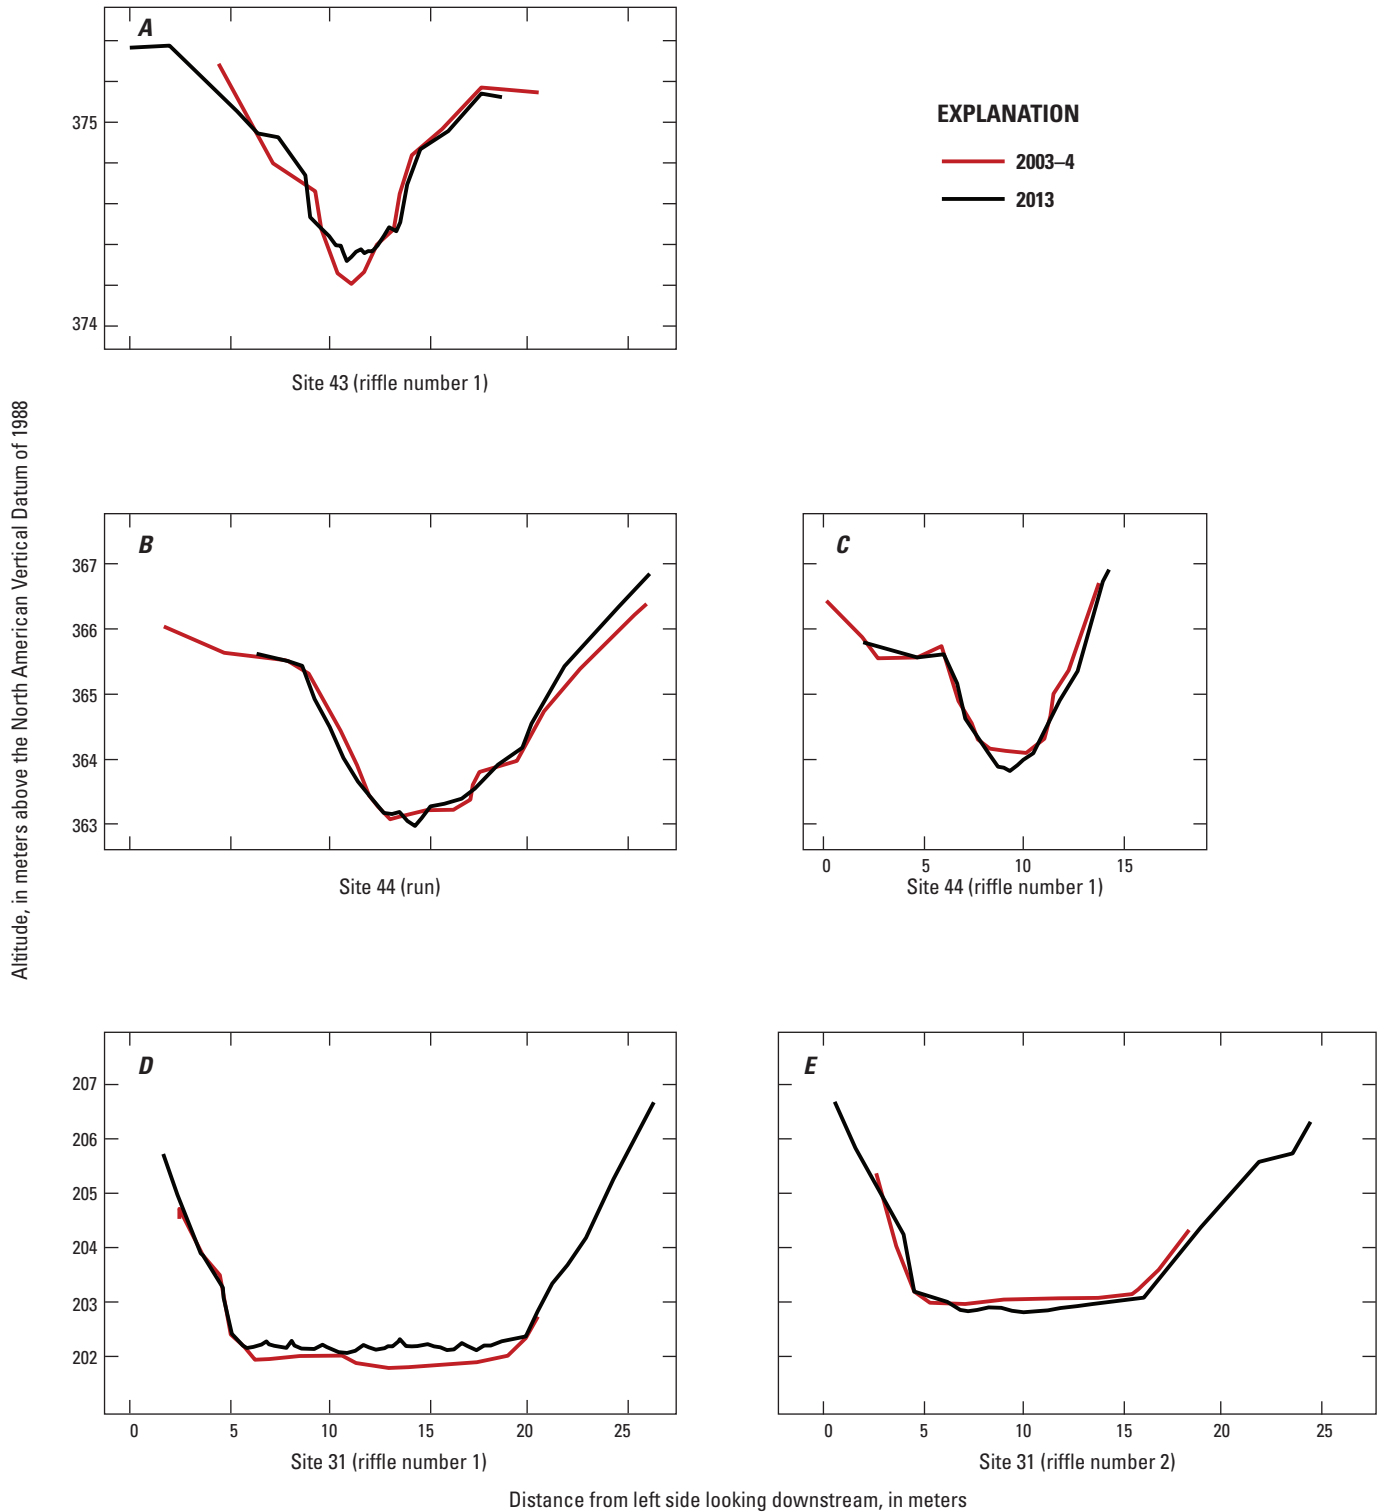 A
375
374
Site 43 (riffle number 1)
EXPLANATION
2003–4
2013
Altitude, in meters above the North American Vertical Datum of 1988
B
367
366
365
364
363
Site 44 (run)
C
0 5 10 15
Site 44 (riffle number 1)
D
207
206
205
204
203
202
0 5 10 15 20 25
Site 31 (riffle number 1)
E
0 5 10 15 20 25
Site 31 (riffle number 2)
Distance from left side looking downstream, in meters